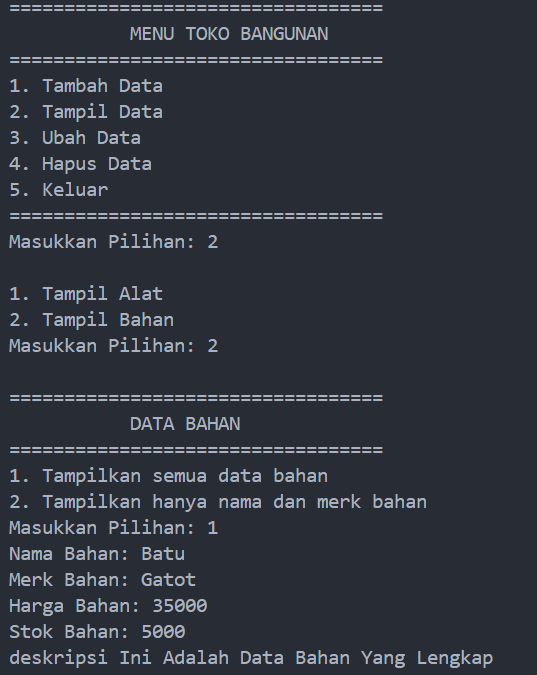 ==================================
MENU TOKO BANGUNAN
==================================
1. Tambah Data
2. Tampil Data
3. Ubah Data
4. Hapus Data
5. Keluar
==================================
Masukkan Pilihan: 2
1. Tampil Alat
2. Tampil Bahan
Masukkan Pilihan: 2
==================================
DATA BAHAN
==================================
1. Tampilkan semua data bahan
2. Tampilkan hanya nama dan merk bahan
Masukkan Pilihan: 1
Nama Bahan: Batu
Merk Bahan: Gatot
Harga Bahan: 35000
Stok Bahan: 5000
deskripsi Ini Adalah Data Bahan Yang Lengkap